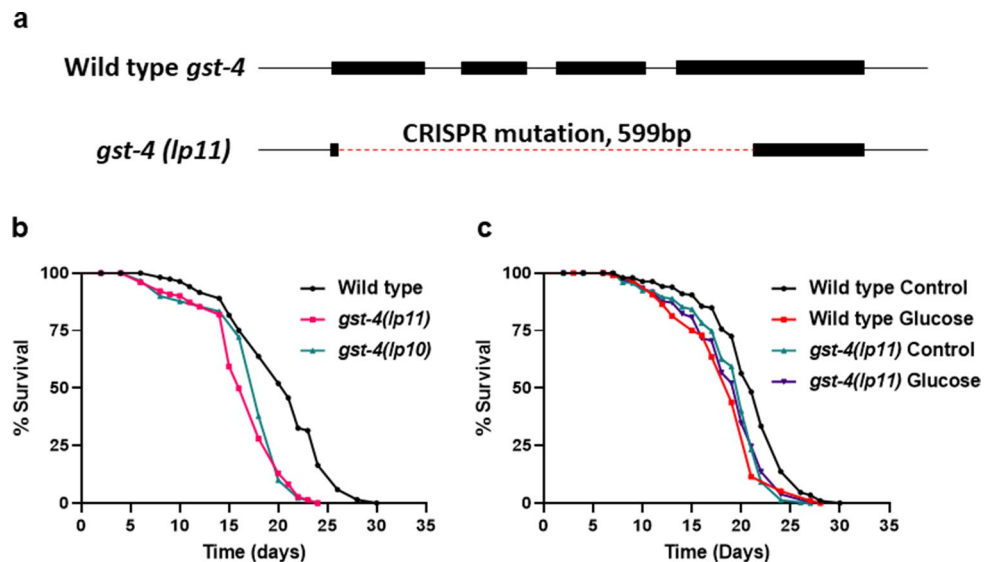 a
Wild type gst-4
gst-4 (lp11)
CRISPR mutation, 599bp
b
% Survival
100
75
50
25
0
0 5 10 15 20 25 30 35
Time (days)
Wild type
gst-4(lp11)
gst-4(lp10)
c
% Survival
100
75
50
25
0
0 5 10 15 20 25 30 35
Time (Days)
Wild type Control
Wild type Glucose
gst-4(lp11) Control
gst-4(lp11) Glucose